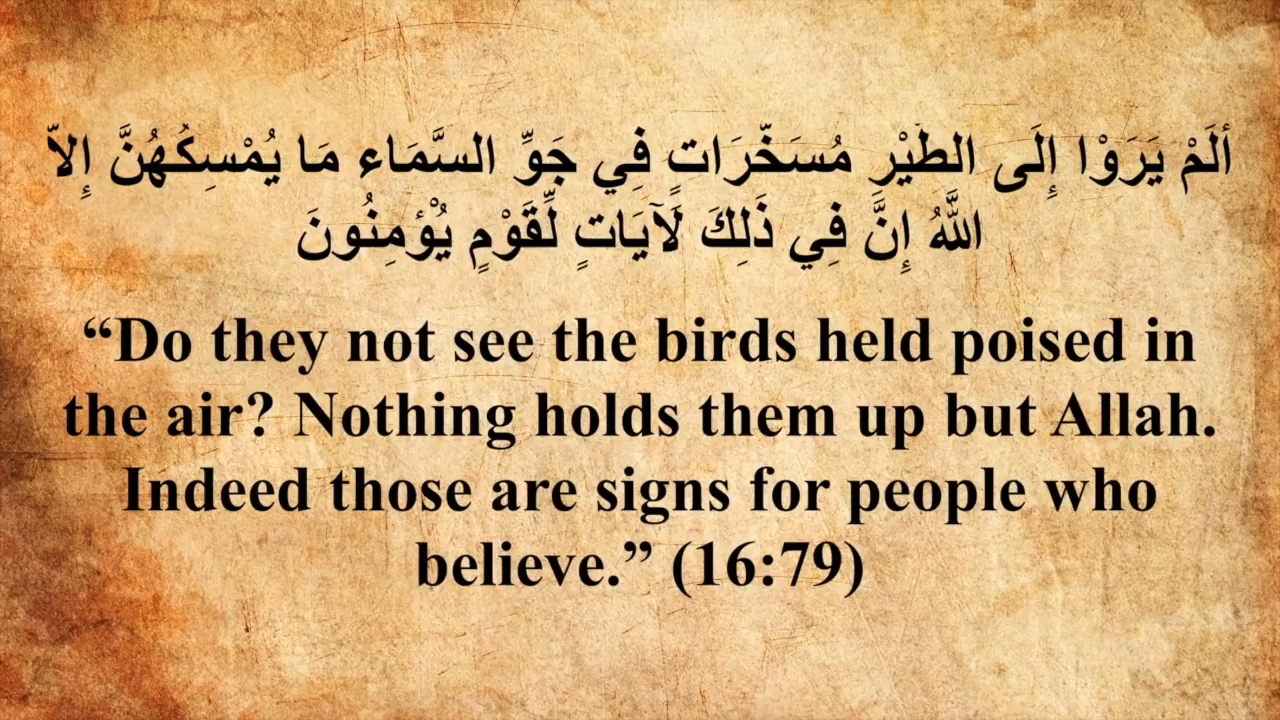 أَلَمْ يَرَوْا إِلَى الطَّيْرِ مُسَخَّرَاتٍ فِي جَوِّ السَّمَاء مَا يُمْسِكُهُنَّ إِلاَّ
اللَّهُ إِنَّ فِي ذَلِكَ لَآيَاتٍ لِّقَوْمٍ يُؤْمِنُونَ
“Do they not see the birds held poised in
the air? Nothing holds them up but Allah.
Indeed those are signs for people who
believe.” (16:79)